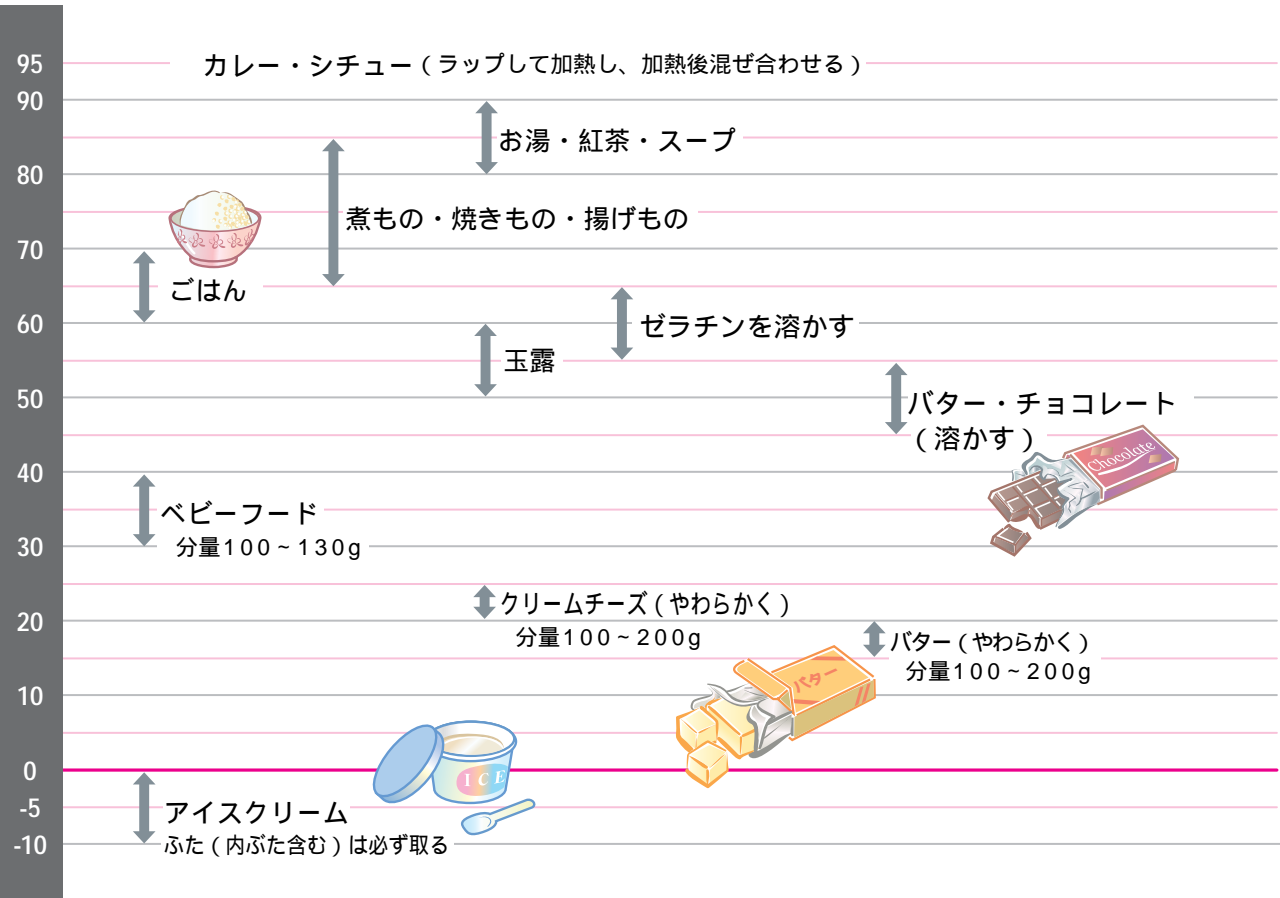 95
カレー・シチュー(ラップして加熱し、加熱後混ぜ合わせる)
90
お湯・紅茶・スープ
80
煮もの・焼きもの・揚げもの
70
ごはん
60
ゼラチンを溶かす
玉露
50
バター・チョコレート
(溶かす)
Chocolate
40
ベビーフード
分量100~130g
30
クリームチーズ(やわらかく)
分量100~200g
20
バター(やわらかく)
分量100~200g
バター
10
0
ICE
-5
アイスクリーム
ふた(内ぶた含む)は必ず取る
-10